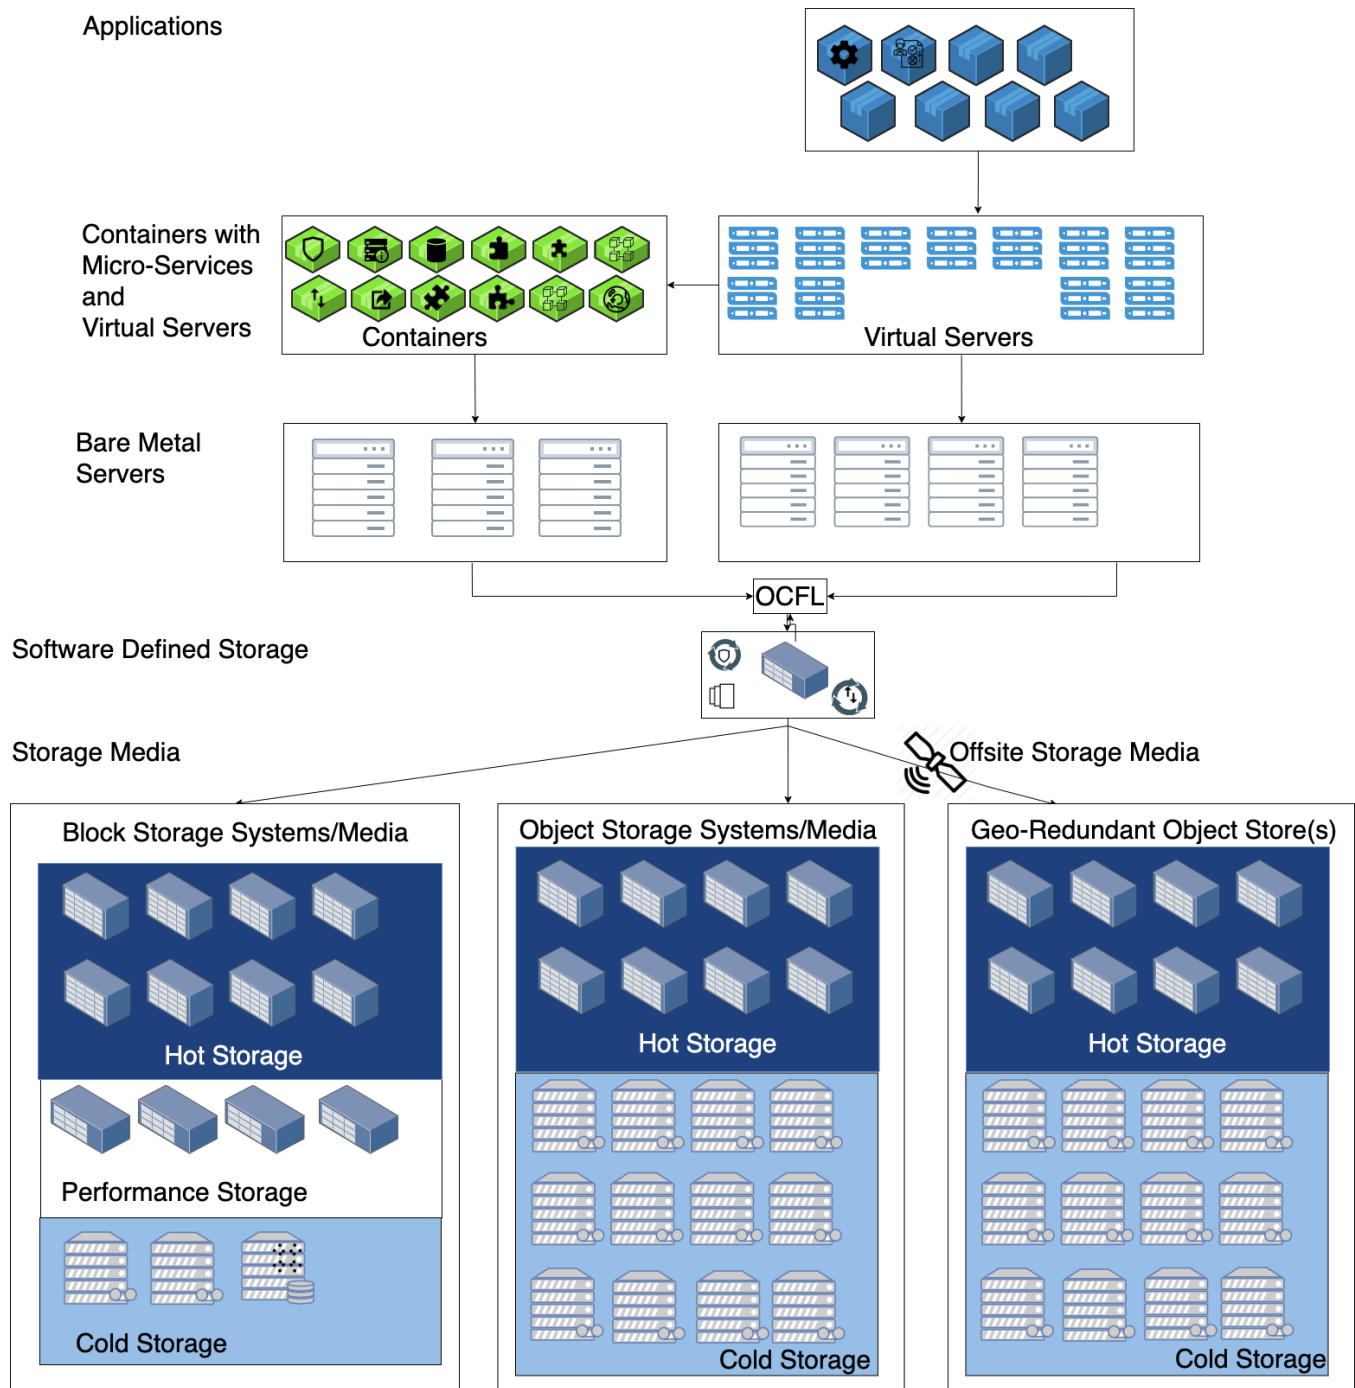 Applications
Containers with
Micro-Services
and
Virtual Servers
Containers
Virtual Servers
Bare Metal
Servers
OCFL
Software Defined Storage
Storage Media
Offsite Storage Media
Block Storage Systems/Media
Object Storage Systems/Media
Geo-Redundant Object Store(s)
Hot Storage
Hot Storage
Hot Storage
Performance Storage
Cold Storage
Cold Storage
Cold Storage